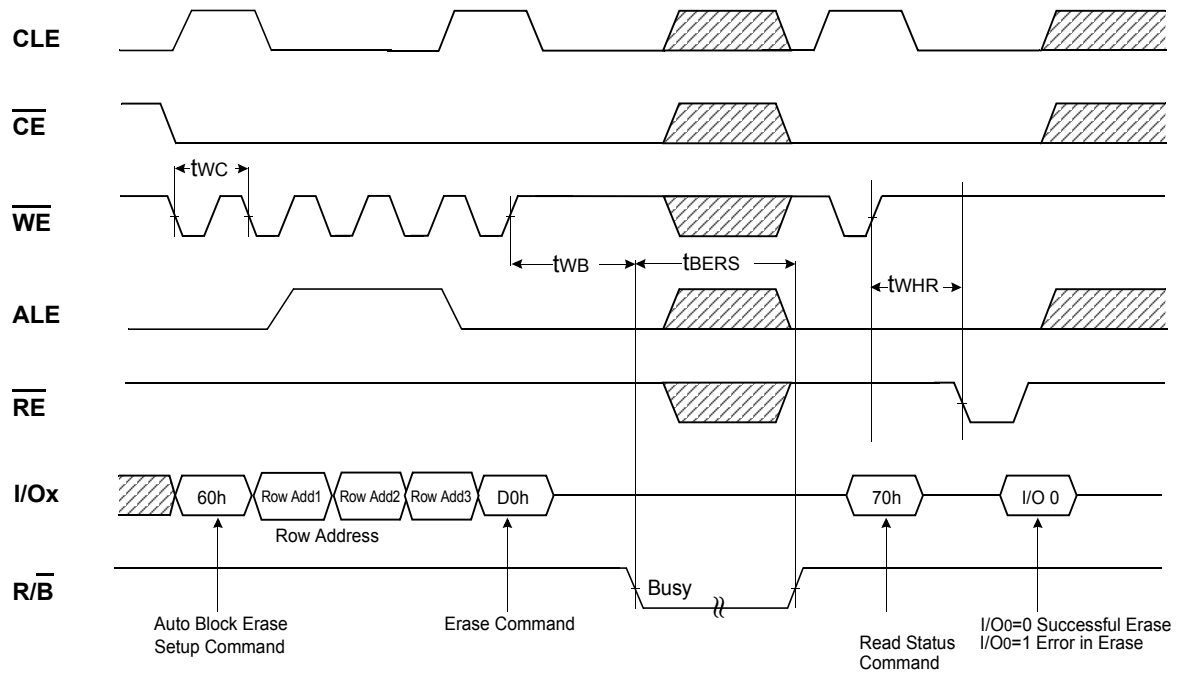 CLE
CE
tWC
WE
tWB
tBERS
tWHR
ALE
RE
I/Ox
60h
Row Add1
Row Add2
Row Add3
D0h
70h
I/O 0
Row Address
R/B
Busy
Auto Block Erase
Setup Command
Erase Command
Read Status
Command
I/O0=0 Successful Erase
I/O0=1 Error in Erase